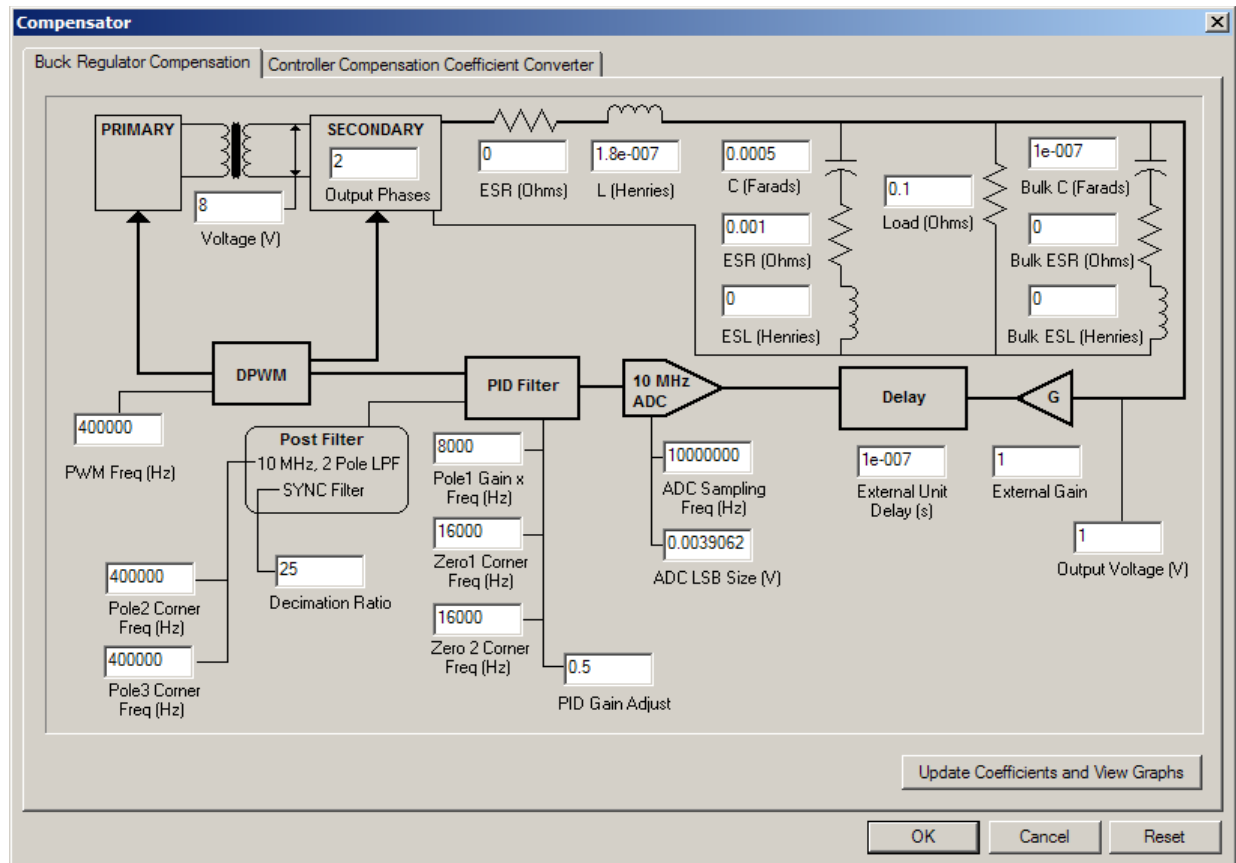 Compensator
Buck Regulator Compensation
Controller Compensation Coefficient Converter
PRIMARY
SECONDARY
2
Output Phases
8
Voltage (V)
0
ESR (Ohms)
1.8e-007
L (Henries)
0.0005
C (Farads)
0.001
ESR (Ohms)
0
ESL (Henries)
0.1
Load (Ohms)
1e-007
Bulk C (Farads)
0
Bulk ESR (Ohms)
0
Bulk ESL (Henries)
DPWM
PID Filter
10 MHz
ADC
Delay
G
400000
PWM Freq (Hz)
Post Filter
10 MHz, 2 Pole LPF
SYNC Filter
8000
Pole1 Gain x
Freq (Hz)
16000
Zero1 Corner
Freq (Hz)
16000
Zero 2 Corner
Freq (Hz)
0.5
PID Gain Adjust
10000000
ADC Sampling
Freq (Hz)
0.0039062
ADC LSB Size (V)
1e-007
External Unit
Delay (s)
1
External Gain
1
Output Voltage (V)
25
Decimation Ratio
400000
Pole2 Corner
Freq (Hz)
400000
Pole3 Corner
Freq (Hz)
Update Coefficients and View Graphs
OK
Cancel
Reset